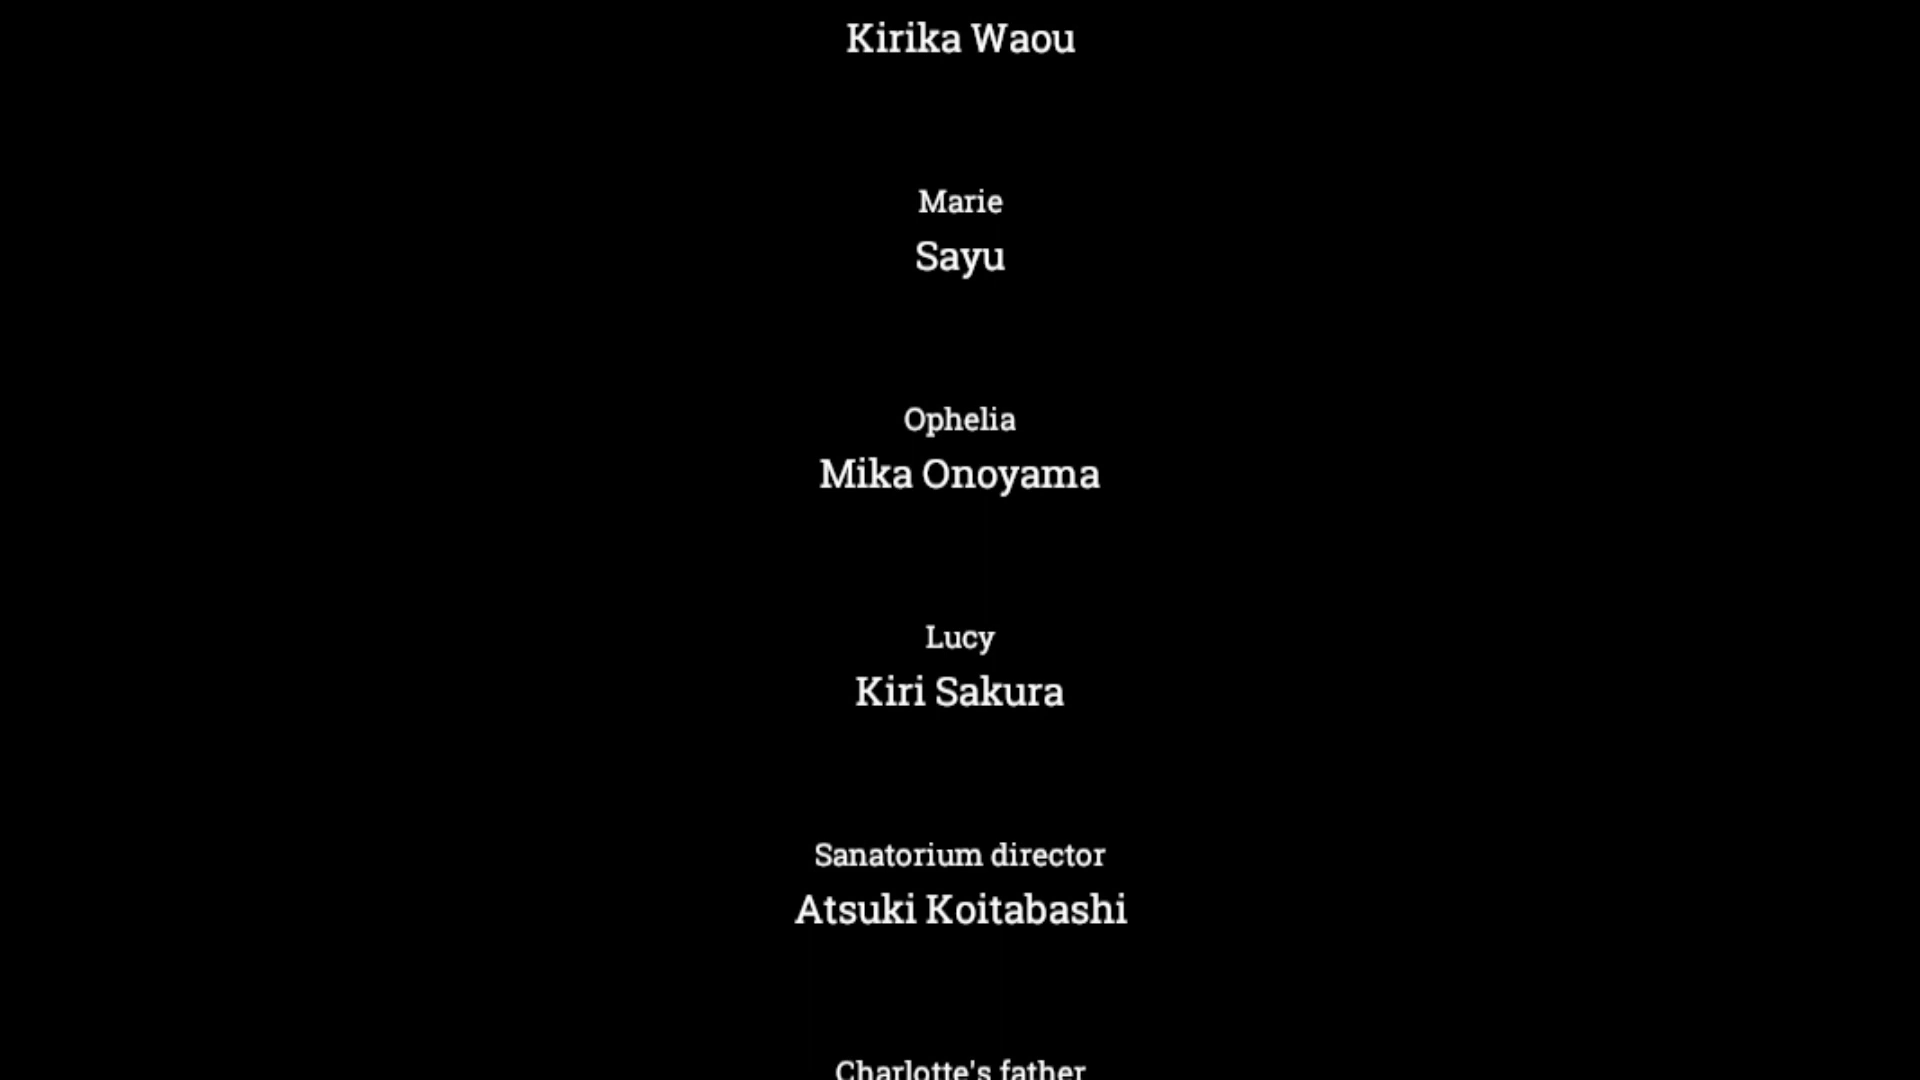 Kirika Waou
Marie
Sayu
Ophelia
Mika Onoyama
Lucy
Kiri Sakura
Sanatorium director
Atsuki Koitabashi
Charlotte's father